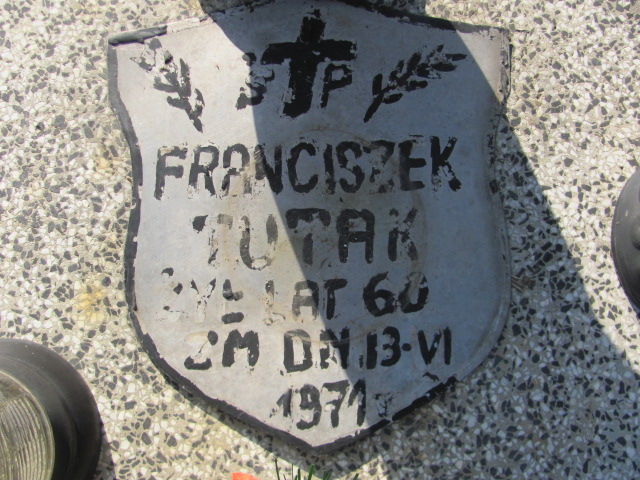 Ś P
FRANCISZEK
TUTAK
ŻYŁ LAT 60
ZM DN. 13·VI
1971